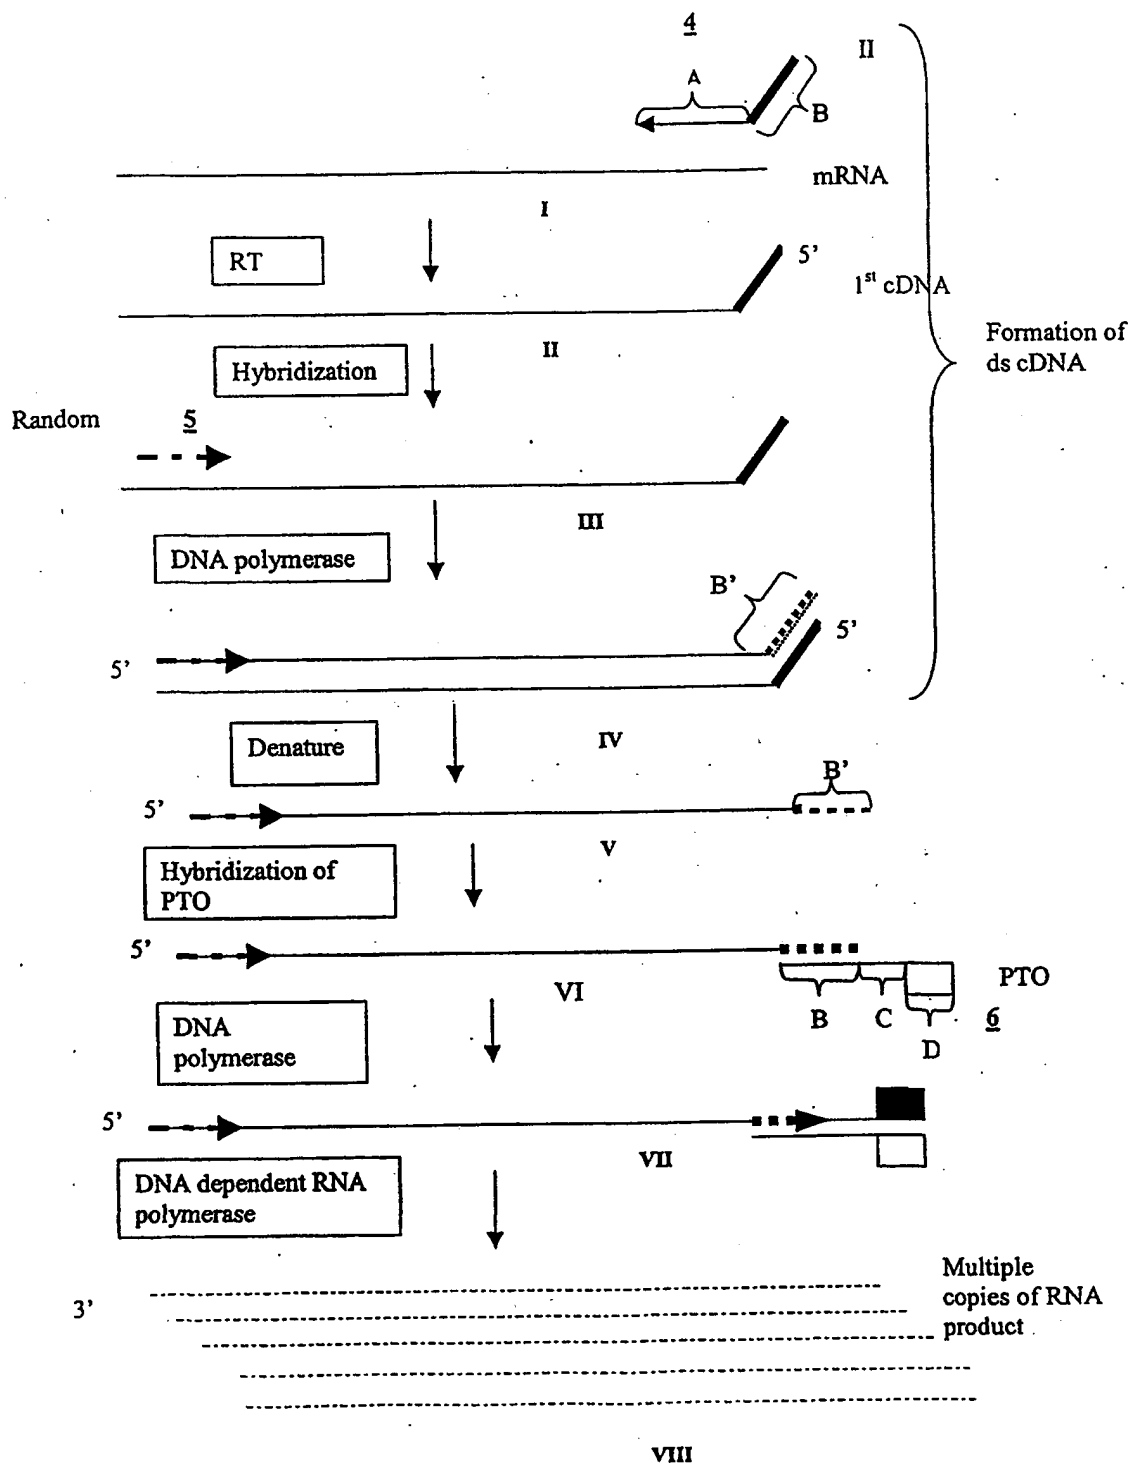 4
II
A
B
mRNA
I
RT
5'
1st cDNA
II
Hybridization
Formation of
ds cDNA
Random
5
III
DNA polymerase
B'
5'
5'
IV
Denature
B'
5'
V
Hybridization of
PTO
5'
VI
PTO
B
C
6
D
DNA
polymerase
5'
VII
DNA dependent RNA
polymerase
3'
Multiple
copies of RNA
product
VIII